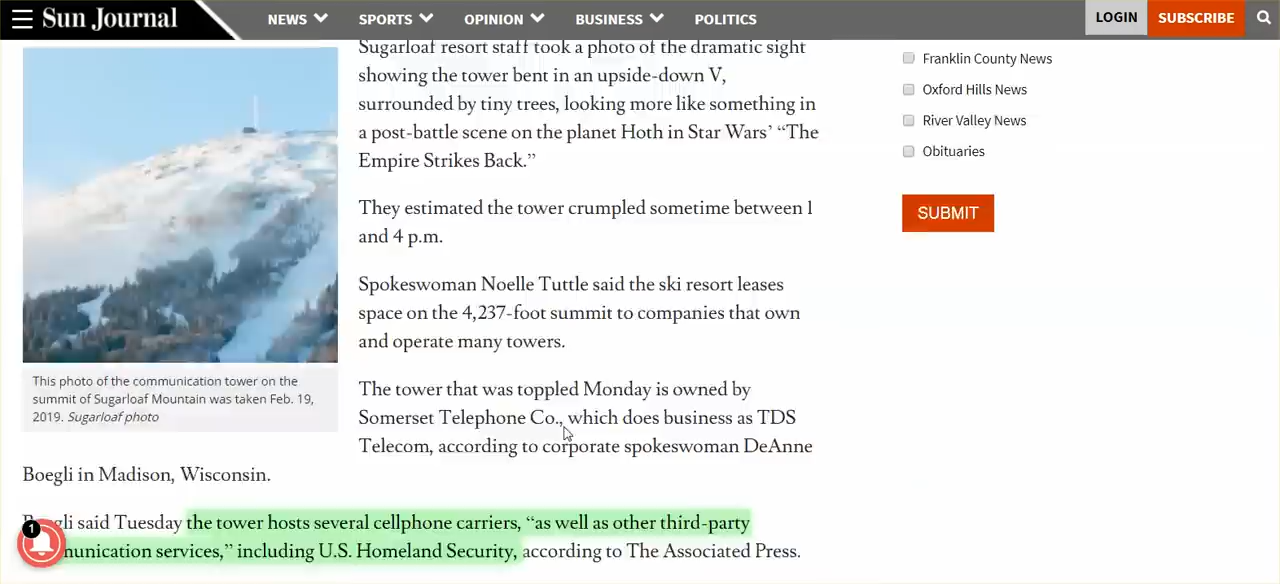 Sun Journal
NEWS
SPORTS
OPINION
BUSINESS
POLITICS
LOGIN
SUBSCRIBE
Sugarloaf resort staff took a photo of the dramatic sight
showing the tower bent in an upside-down V,
surrounded by tiny trees, looking more like something in
a post-battle scene on the planet Hoth in Star Wars’ “The
Empire Strikes Back.”
They estimated the tower crumpled sometime between 1
and 4 p.m.
Spokeswoman Noelle Tuttle said the ski resort leases
space on the 4,237-foot summit to companies that own
and operate many towers.
This photo of the communication tower on the
summit of Sugarloaf Mountain was taken Feb. 19,
2019. Sugarloaf photo
The tower that was toppled Monday is owned by
Somerset Telephone Co., which does business as TDS
Telecom, according to corporate spokeswoman DeAnne
Boegli in Madison, Wisconsin.
said Tuesday the tower hosts several cellphone carriers, “as well as other third-party
services,” including U.S. Homeland Security, according to The Associated Press.
1
Franklin County News
Oxford Hills News
River Valley News
Obituaries
SUBMIT